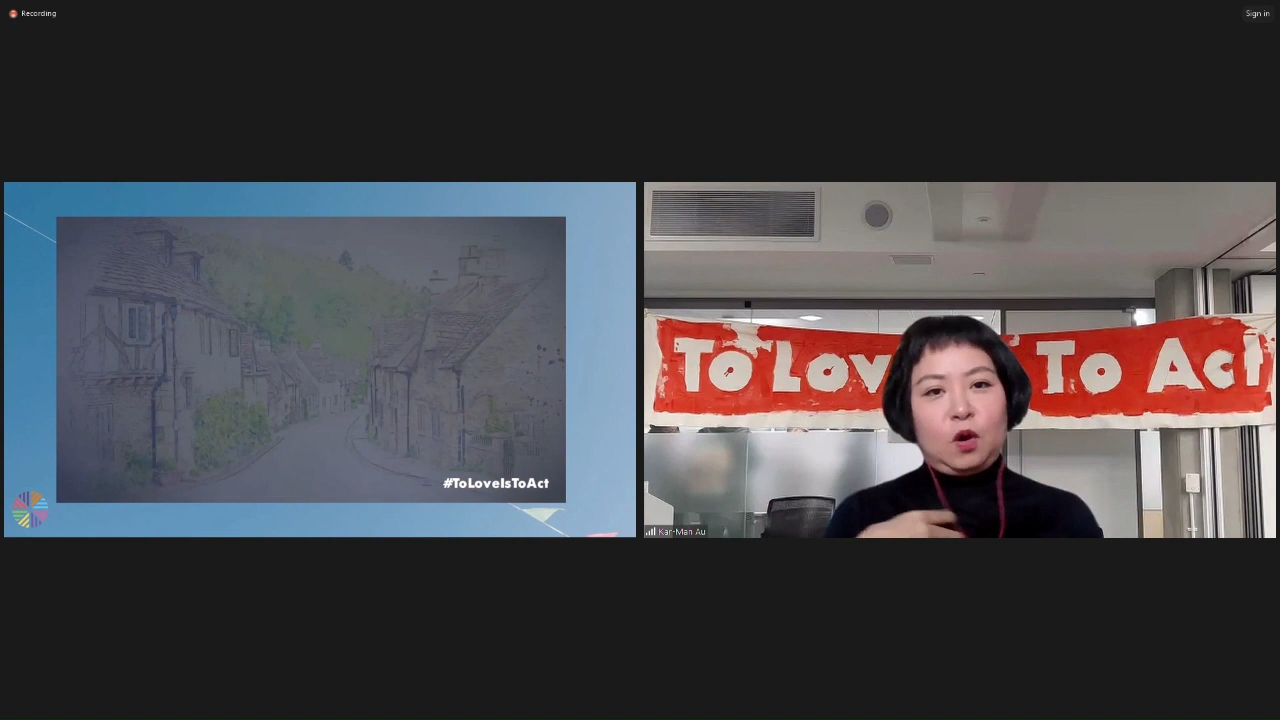 Recording
Sign in
#ToLoveIsToAct
To Lov
To Act
Kar-Man Au